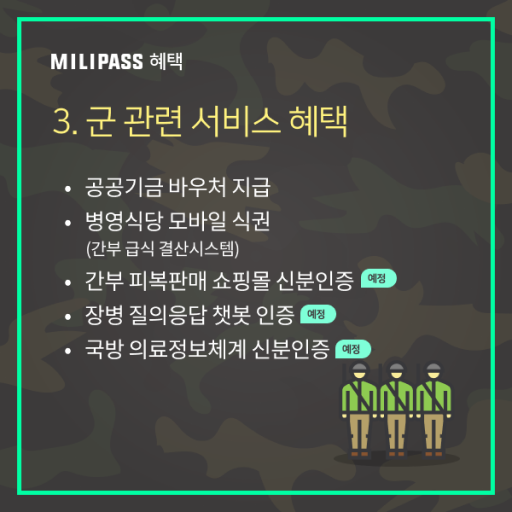 MILIPASS 혜택
3. 군 관련 서비스 혜택
• 공공기금 바우처 지급
• 병영식당 모바일 식권
(간부 급식 결산시스템)
• 간부 피복판매 쇼핑몰 신분인증 예정
• 장병 질의응답 챗봇 인증 예정
• 국방 의료정보체계 신분인증 예정